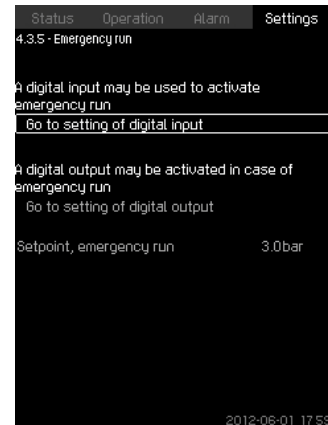 Status Operation Alarm Settings
4.3.5 - Emergency run
A digital input may be used to activate
emergency run
Go to setting of digital input
A digital output may be activated in case of
emergency run
Go to setting of digital output
Setpoint, emergency run 3.0bar
2012-06-01 17:59